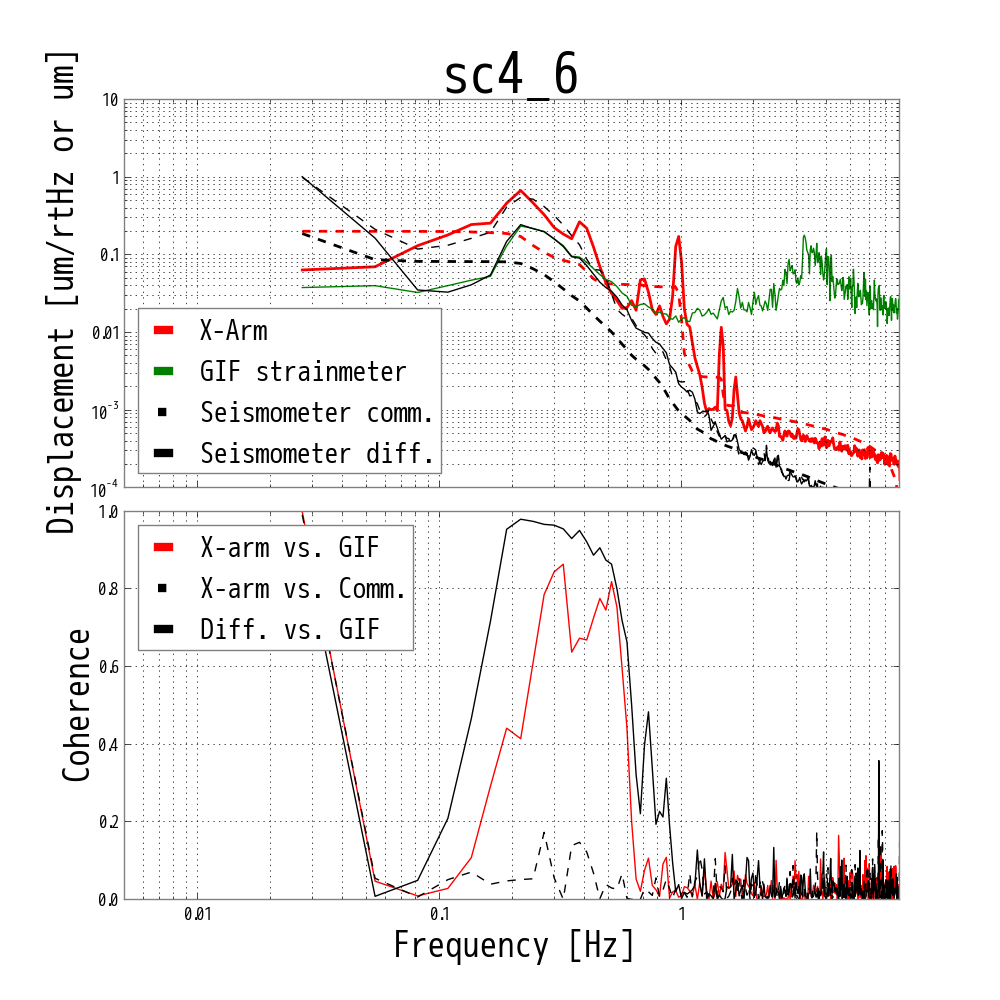 sc4_6
Displacement [um/rtHz or um]
10
1
0.1
0.01
10^-3
10^-4
X-Arm
GIF strainmeter
Seismometer comm.
Seismometer diff.
Coherence
1.0
0.8
0.6
0.4
0.2
0.0
X-arm vs. GIF
X-arm vs. Comm.
Diff. vs. GIF
0.01
0.1
1
Frequency [Hz]